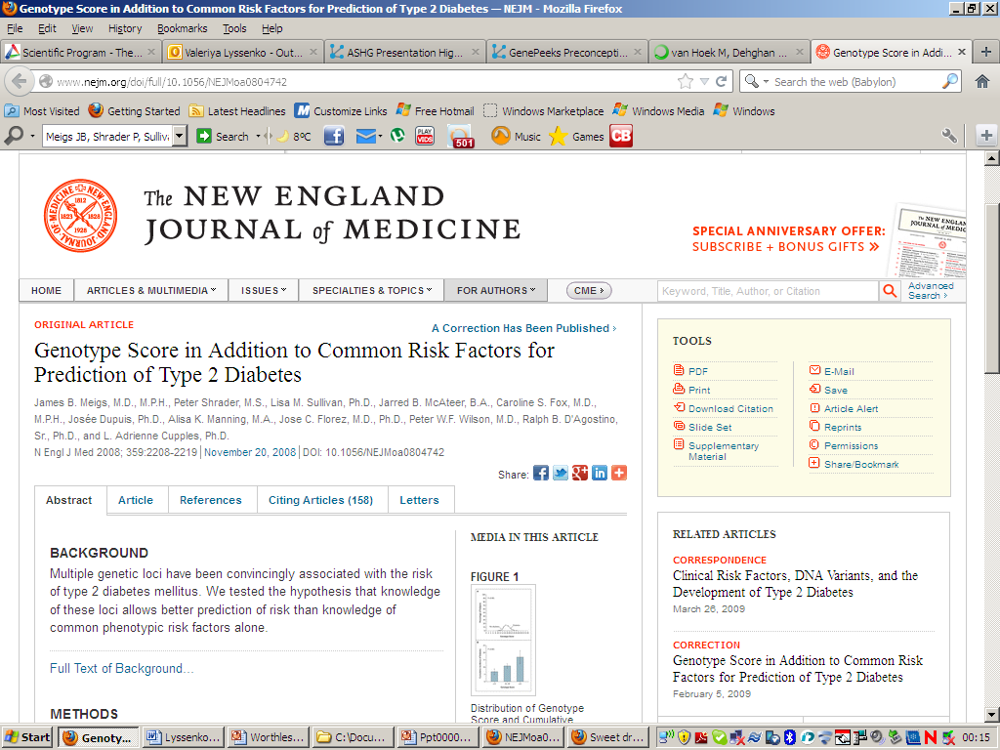 Genotype Score in Addition to Common Risk Factors for Prediction of Type 2 Diabetes — NEJM - Mozilla Firefox
File Edit View History Bookmarks Tools Help
Scientific Program - The...
Valeriya Lyssenko - Out...
ASHG Presentation Hig...
GenePeeks Preconcepti...
van Hoek M, Dehghan ...
Genotype Score in Addi...
www.nejm.org/doi/full/10.1056/NEJMoa0804742
Search the web (Babylon)
Most Visited Getting Started Latest Headlines Customize Links Free Hotmail Windows Marketplace Windows Media Windows
Meigs JB, Shrader P, Sulliv
Search 8ºC PLAY VIDS 501 Music Games CB
The NEW ENGLAND
JOURNAL of MEDICINE
SPECIAL ANNIVERSARY OFFER:
SUBSCRIBE + BONUS GIFTS »
HOME ARTICLES & MULTIMEDIA ISSUES SPECIALTIES & TOPICS FOR AUTHORS CME
Keyword, Title, Author, or Citation
Advanced
Search ›
ORIGINAL ARTICLE
A Correction Has Been Published ›
Genotype Score in Addition to Common Risk Factors for
Prediction of Type 2 Diabetes
James B. Meigs, M.D., M.P.H., Peter Shrader, M.S., Lisa M. Sullivan, Ph.D., Jarred B. McAteer, B.A., Caroline S. Fox, M.D.,
M.P.H., Josée Dupuis, Ph.D., Alisa K. Manning, M.A., Jose C. Florez, M.D., Ph.D., Peter W.F. Wilson, M.D., Ralph B. D'Agostino,
Sr., Ph.D., and L. Adrienne Cupples, Ph.D.
N Engl J Med 2008; 359:2208-2219 | November 20, 2008 | DOI: 10.1056/NEJMoa0804742
Share:
Abstract Article References Citing Articles (158) Letters
BACKGROUND
Multiple genetic loci have been convincingly associated with the risk
of type 2 diabetes mellitus. We tested the hypothesis that knowledge
of these loci allows better prediction of risk than knowledge of
common phenotypic risk factors alone.
Full Text of Background...
METHODS
MEDIA IN THIS ARTICLE
FIGURE 1
Distribution of Genotype
Score and Cumulative
TOOLS
PDF
Print
Download Citation
Slide Set
Supplementary
Material
E-Mail
Save
Article Alert
Reprints
Permissions
Share/Bookmark
RELATED ARTICLES
CORRESPONDENCE
Clinical Risk Factors, DNA Variants, and the
Development of Type 2 Diabetes
March 26, 2009
CORRECTION
Genotype Score in Addition to Common Risk
Factors for Prediction of Type 2 Diabetes
February 5, 2009
Start Genoty... Lyssenko... Worthles... C:\Docu... Ppt0000... NEJMoa0... Sweet dr... 00:15